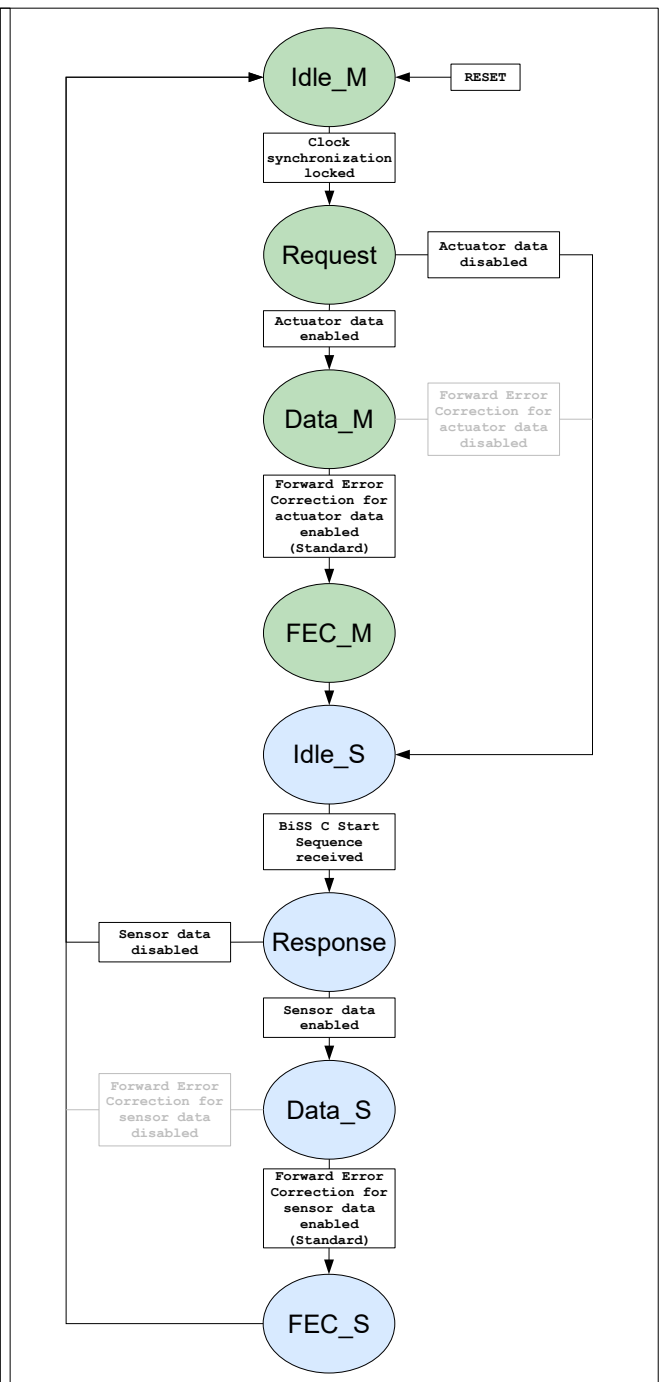 Idle_M
RESET
Clock
synchronization
locked
Request
Actuator data
disabled
Actuator data
enabled
Data_M
Forward Error
Correction for
actuator data
disabled
Forward Error
Correction for
actuator data
enabled
(Standard)
FEC_M
Idle_S
BiSS C Start
Sequence
received
Sensor data
disabled
Response
Sensor data
enabled
Forward Error
Correction for
sensor data
disabled
Data_S
Forward Error
Correction for
sensor data
enabled
(Standard)
FEC_S